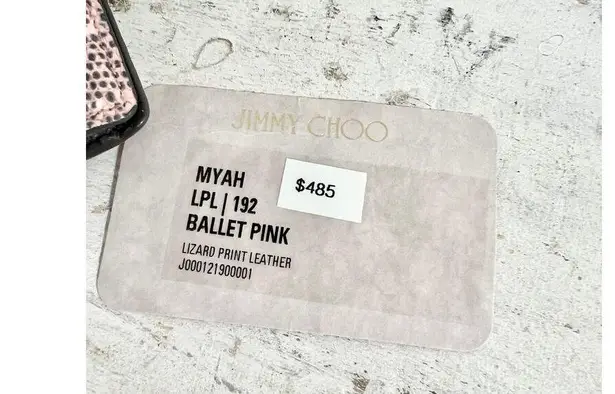 JIMMY CHOO
MYAH
$485
LPL | 192
BALLET PINK
LIZARD PRINT LEATHER
J000121900001